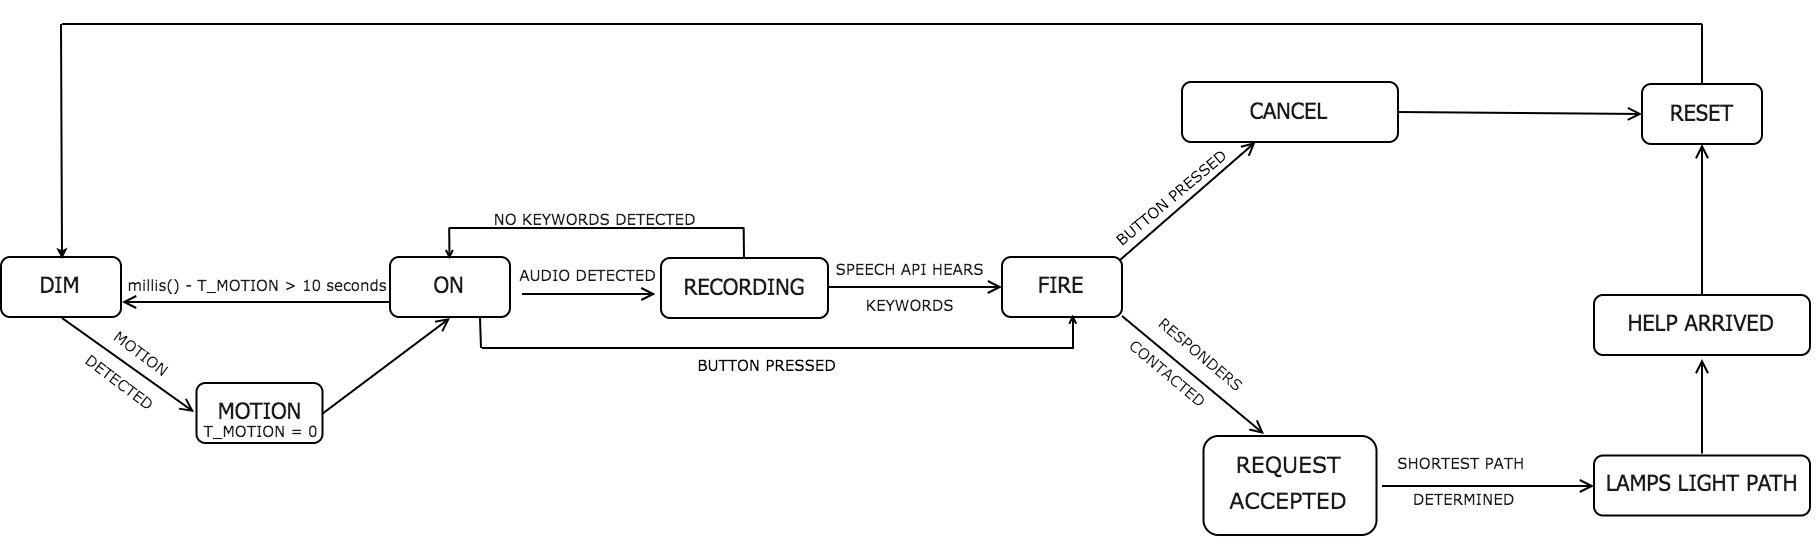 CANCEL
RESET
BUTTON PRESSED
NO KEYWORDS DETECTED
DIM
millis() - T_MOTION > 10 seconds
ON
AUDIO DETECTED
RECORDING
SPEECH API HEARS
KEYWORDS
FIRE
HELP ARRIVED
MOTION
DETECTED
BUTTON PRESSED
RESPONDERS
CONTACTED
MOTION
T_MOTION = 0
REQUEST
ACCEPTED
SHORTEST PATH
DETERMINED
LAMPS LIGHT PATH